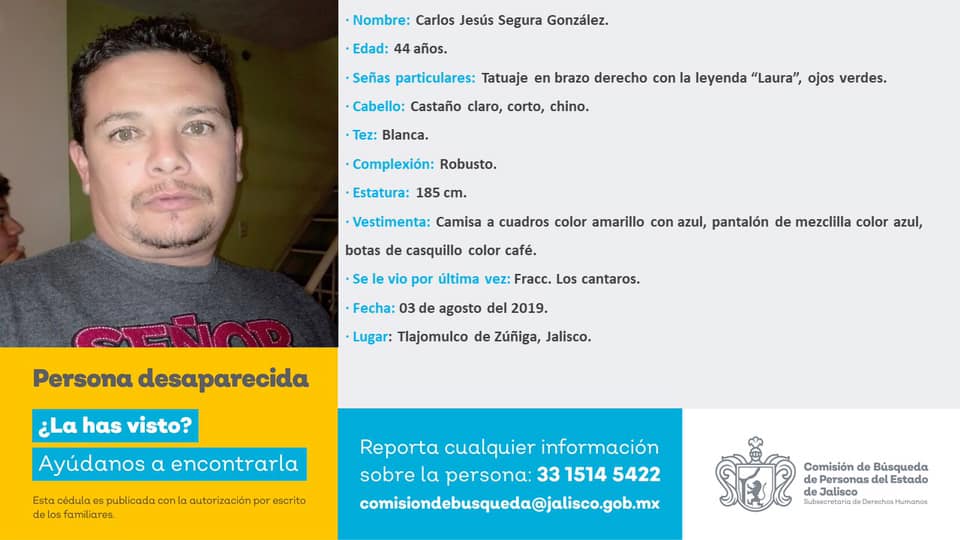 · Nombre: Carlos Jesús Segura González.
· Edad: 44 años.
· Señas particulares: Tatuaje en brazo derecho con la leyenda “Laura”, ojos verdes.
· Cabello: Castaño claro, corto, chino.
· Tez: Blanca.
· Complexión: Robusto.
· Estatura: 185 cm.
· Vestimenta: Camisa a cuadros color amarillo con azul, pantalón de mezclilla color azul,
botas de casquillo color café.
· Se le vio por última vez: Fracc. Los cantaros.
· Fecha: 03 de agosto del 2019.
· Lugar: Tlajomulco de Zúñiga, Jalisco.
SEÑOR
Persona desaparecida
¿La has visto?
Ayúdanos a encontrarla
Esta cédula es publicada con la autorización por escrito
de los familiares.
Reporta cualquier información
sobre la persona: 33 1514 5422
comisiondebusqueda@jalisco.gob.mx
Comisión de Búsqueda
de Personas del Estado
de Jalisco
Subsecretaría de Derechos Humanos